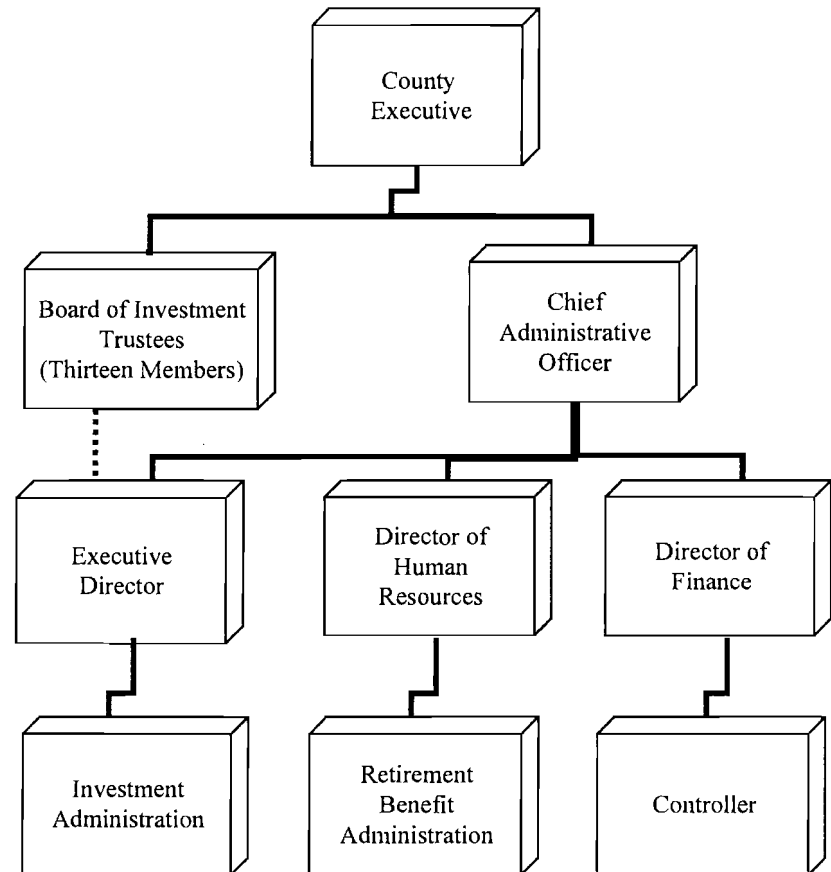 County
Executive
Board of Investment
Trustees
(Thirteen Members)
Chief
Administrative
Officer
Executive
Director
Director of
Human
Resources
Director of
Finance
Investment
Administration
Retirement
Benefit
Administration
Controller